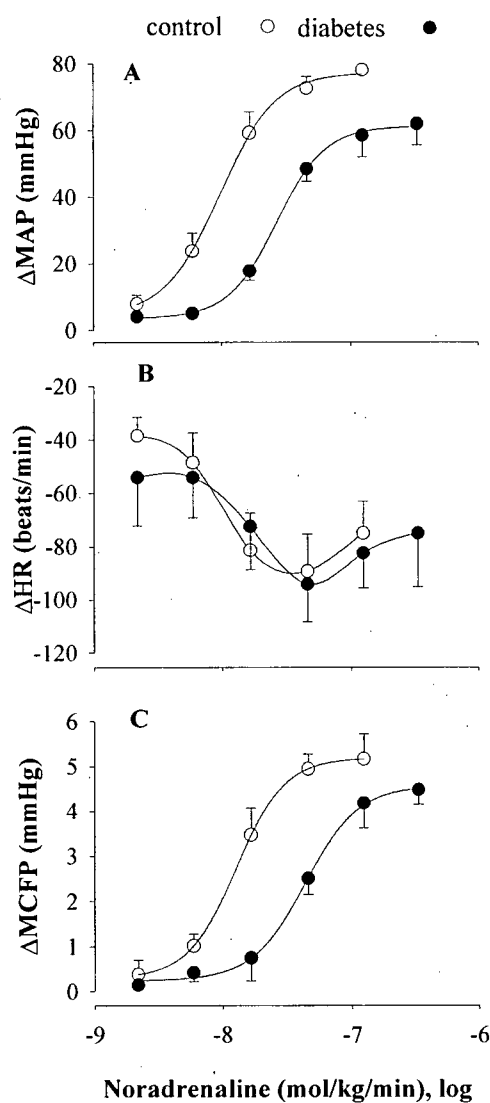 control ○ diabetes ●
A
80
60
40
20
0
ΔMAP (mmHg)
B
-20
-40
-60
-80
-100
-120
ΔHR (beats/min)
C
6
5
4
3
2
1
0
ΔMCFP (mmHg)
-9 -8 -7 -6
Noradrenaline (mol/kg/min), log